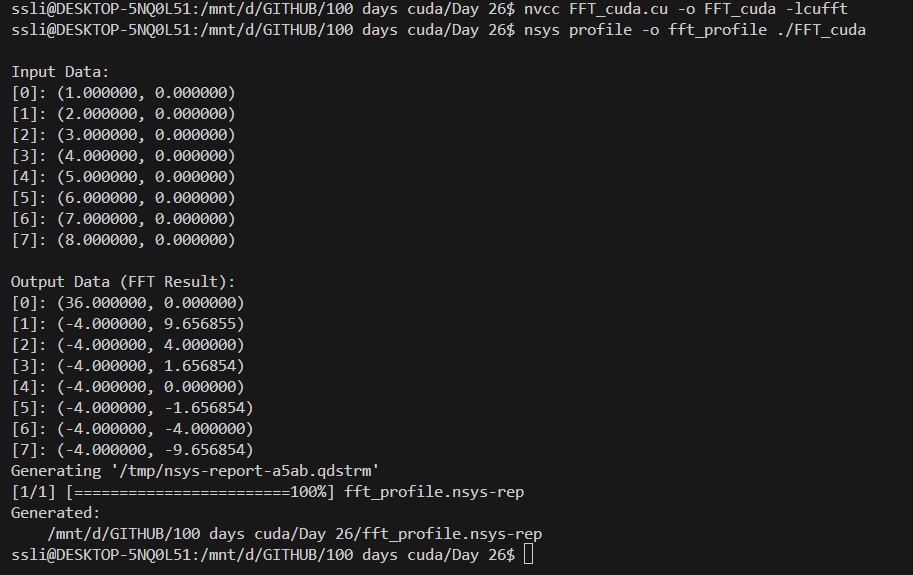 ssli@DESKTOP-5NQ0L51:/mnt/d/GITHUB/100 days cuda/Day 26$ nvcc FFT_cuda.cu -o FFT_cuda -lcufft
ssli@DESKTOP-5NQ0L51:/mnt/d/GITHUB/100 days cuda/Day 26$ nsys profile -o fft_profile ./FFT_cuda
Input Data:
[0]: (1.000000, 0.000000)
[1]: (2.000000, 0.000000)
[2]: (3.000000, 0.000000)
[3]: (4.000000, 0.000000)
[4]: (5.000000, 0.000000)
[5]: (6.000000, 0.000000)
[6]: (7.000000, 0.000000)
[7]: (8.000000, 0.000000)
Output Data (FFT Result):
[0]: (36.000000, 0.000000)
[1]: (-4.000000, 9.656855)
[2]: (-4.000000, 4.000000)
[3]: (-4.000000, 1.656854)
[4]: (-4.000000, 0.000000)
[5]: (-4.000000, -1.656854)
[6]: (-4.000000, -4.000000)
[7]: (-4.000000, -9.656854)
Generating '/tmp/nsys-report-a5ab.qdstrm'
[1/1] [========================100%] fft_profile.nsys-rep
Generated:
    /mnt/d/GITHUB/100 days cuda/Day 26/fft_profile.nsys-rep
ssli@DESKTOP-5NQ0L51:/mnt/d/GITHUB/100 days cuda/Day 26$